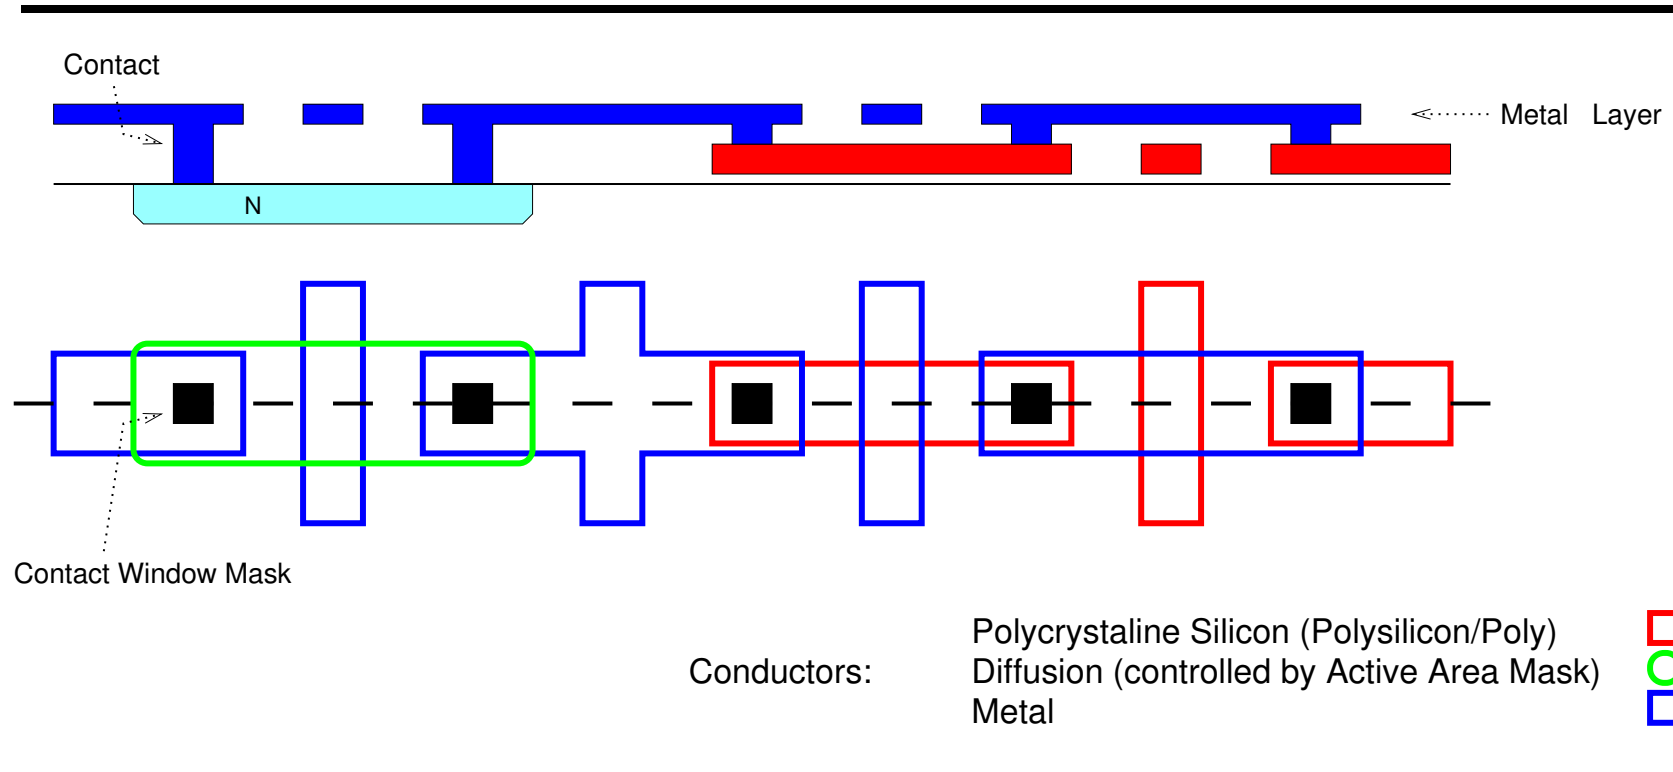 Contact
Metal Layer
N
Contact Window Mask
Polycrystaline Silicon (Polysilicon/Poly)
Conductors: Diffusion (controlled by Active Area Mask)
Metal